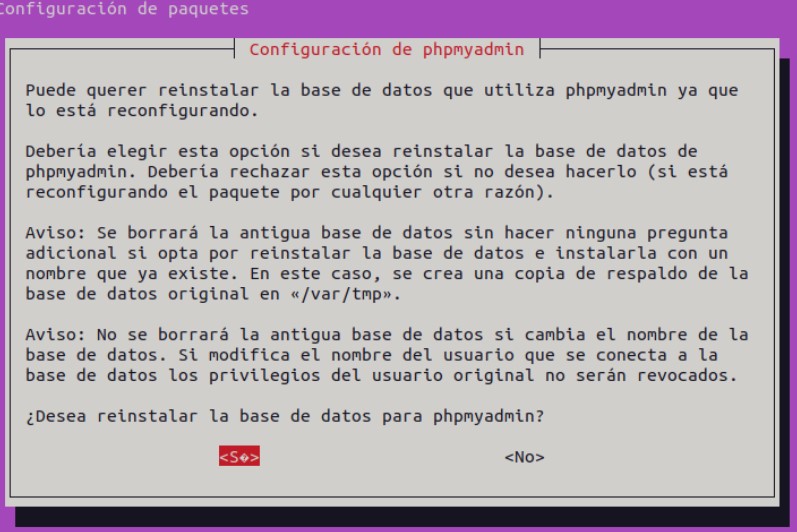 Configuración de paquetes
Configuración de phpmyadmin
Puede querer reinstalar la base de datos que utiliza phpmyadmin ya que
lo está reconfigurando.
Debería elegir esta opción si desea reinstalar la base de datos de
phpmyadmin. Debería rechazar esta opción si no desea hacerlo (si está
reconfigurando el paquete por cualquier otra razón).
Aviso: Se borrará la antigua base de datos sin hacer ninguna pregunta
adicional si opta por reinstalar la base de datos e instalarla con un
nombre que ya existe. En este caso, se crea una copia de respaldo de la
base de datos original en «/var/tmp».
Aviso: No se borrará la antigua base de datos si cambia el nombre de la
base de datos. Si modifica el nombre del usuario que se conecta a la
base de datos los privilegios del usuario original no serán revocados.
¿Desea reinstalar la base de datos para phpmyadmin?
<S�> <No>